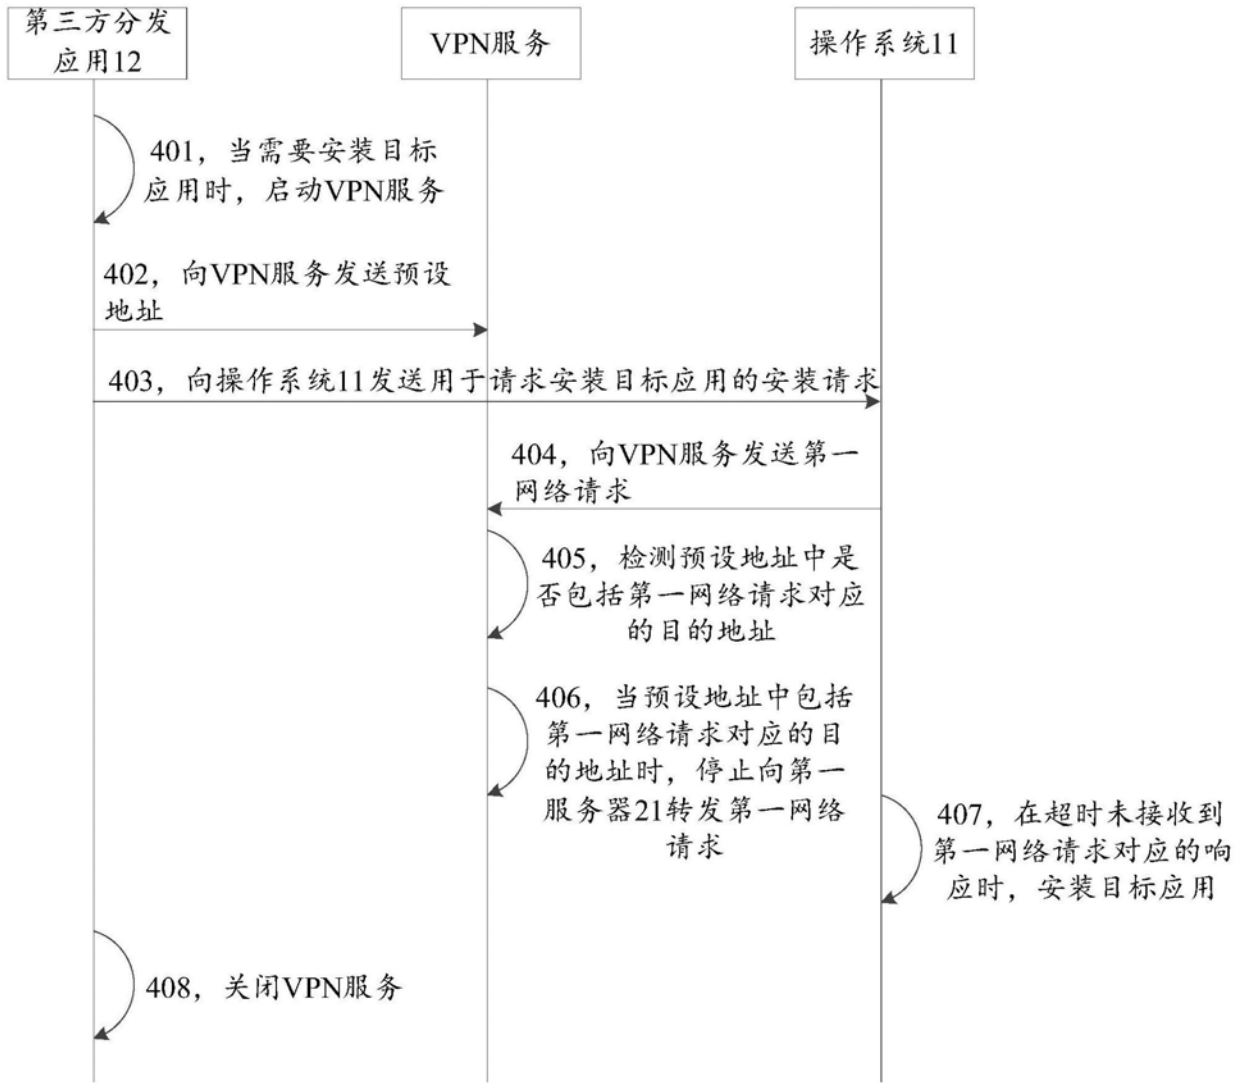 第三方分发
应用12
VPN服务
操作系统11
401，当需要安装目标
应用时，启动VPN服务
402，向VPN服务发送预设
地址
403，向操作系统11发送用于请求安装目标应用的安装请求
404，向VPN服务发送第一
网络请求
405，检测预设地址中是
否包括第一网络请求对应
的目的地址
406，当预设地址中包括
第一网络请求对应的目
的地址时，停止向第一
服务器21转发第一网络
请求
407，在超时未接收到
第一网络请求对应的响
应时，安装目标应用
408，关闭VPN服务